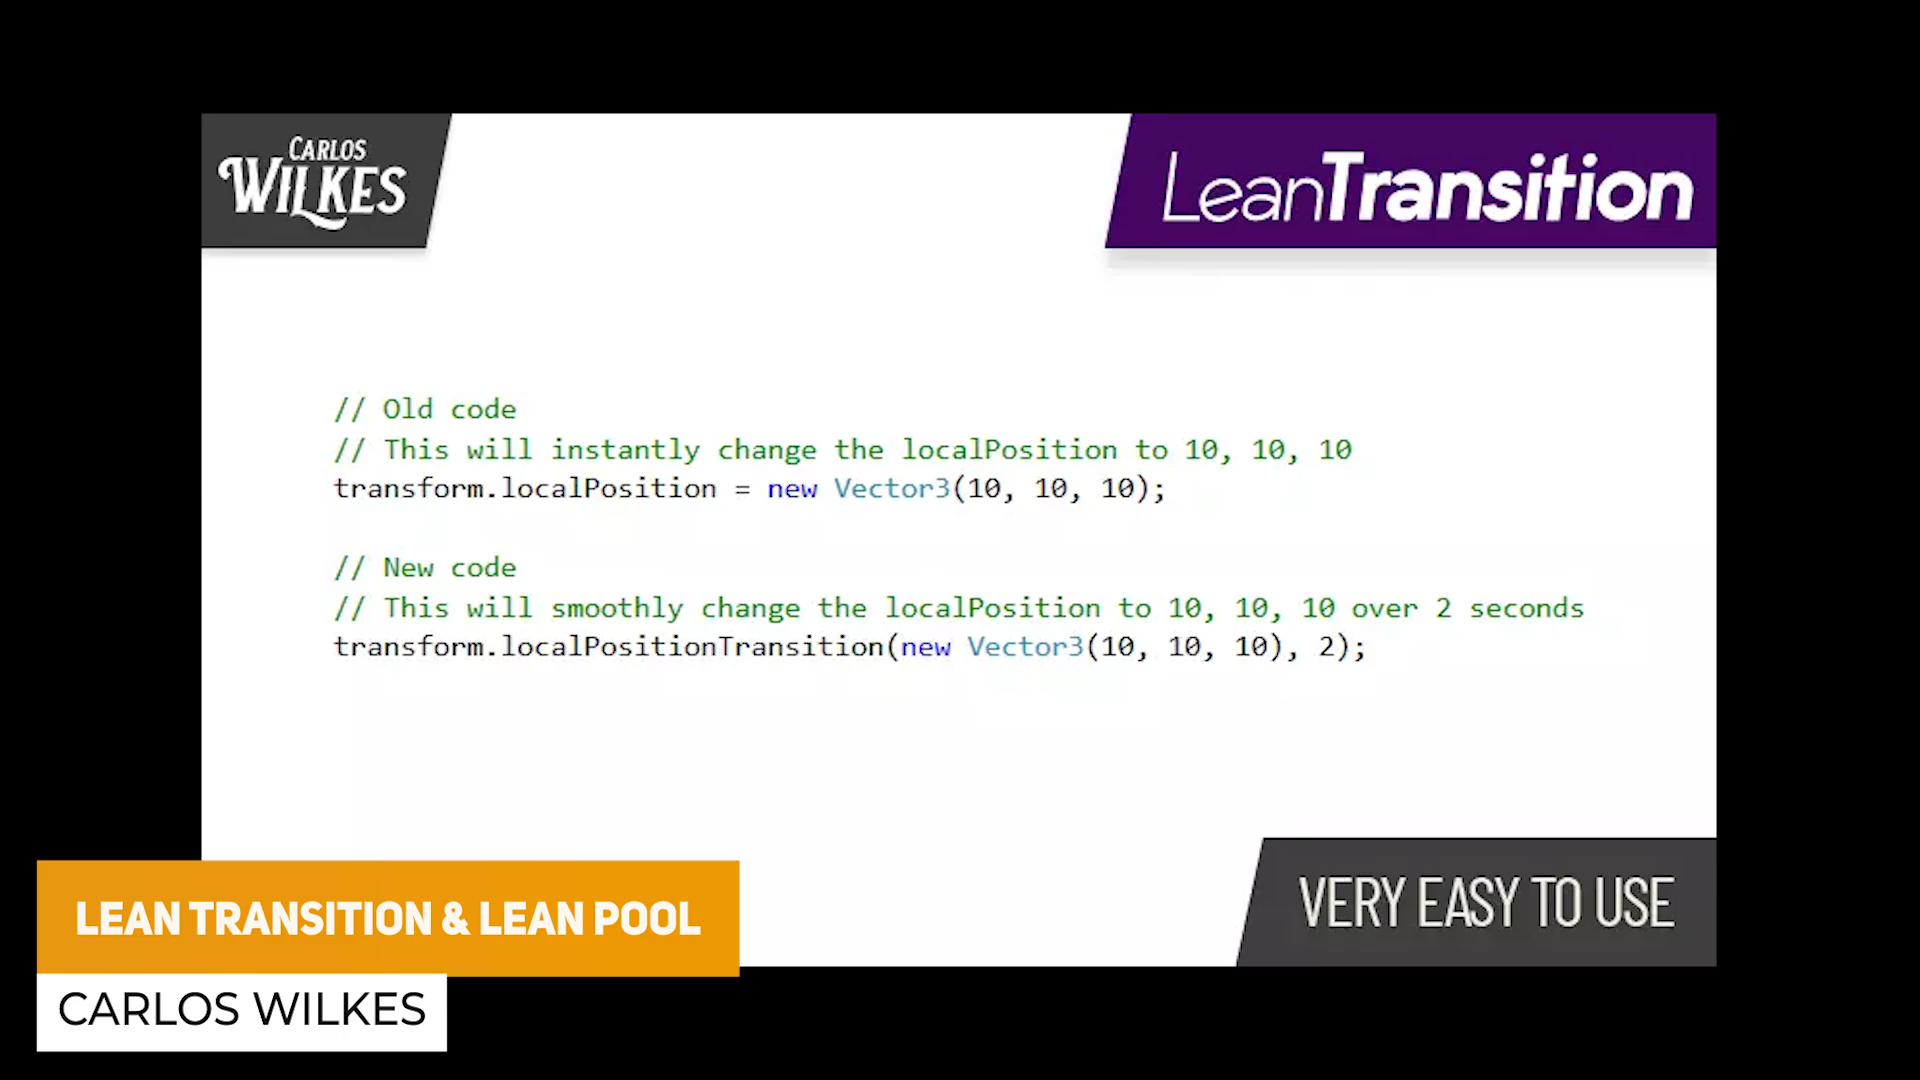 CARLOS
WILKES
LeanTransition
// Old code
// This will instantly change the localPosition to 10, 10, 10
transform.localPosition = new Vector3(10, 10, 10);
// New code
// This will smoothly change the localPosition to 10, 10, 10 over 2 seconds
transform.localPositionTransition(new Vector3(10, 10, 10), 2);
VERY EASY TO USE
LEAN TRANSITION & LEAN POOL
CARLOS WILKES